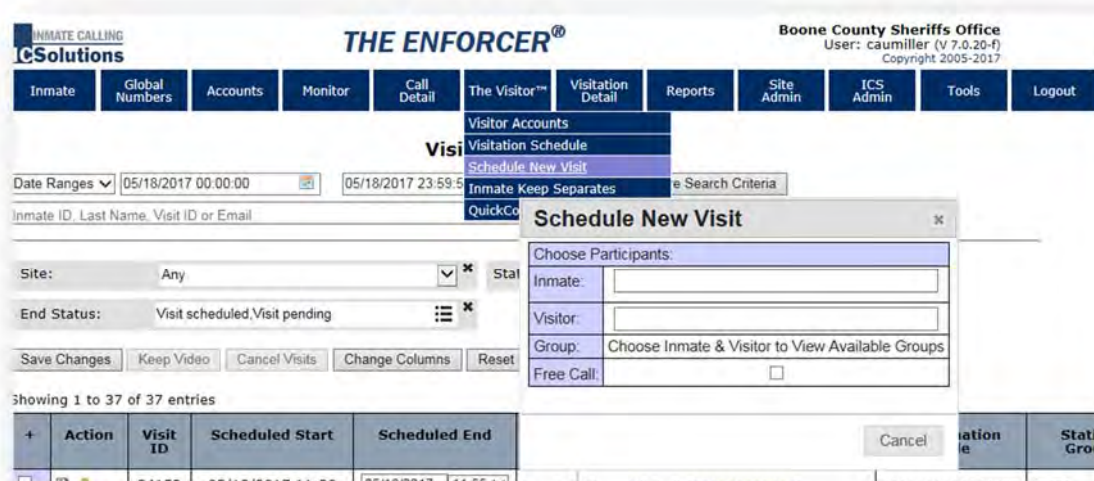 INMATE CALLING
ICSolutions
THE ENFORCER®
Boone County Sheriffs Office
User: caumiller (V 7.0.20-f)
Copyright 2005-2017
Inmate Global Numbers Accounts Monitor Call Detail The Visitor™ Visitation Detail Reports Site Admin ICS Admin Tools Logout
Visitor Accounts
Visitation Schedule
Schedule New Visit
Inmate Keep Separates
Date Ranges 05/18/2017 00:00:00 05/18/2017 23:59:5 Search Criteria
Inmate ID, Last Name, Visit ID or Email
Schedule New Visit ×
Choose Participants:
Inmate:
Visitor:
Group: Choose Inmate & Visitor to View Available Groups
Free Call:
Cancel
Site: Any
End Status: Visit scheduled,Visit pending
Save Changes Keep Video Cancel Visits Change Columns Reset
Showing 1 to 37 of 37 entries
+ Action Visit ID Scheduled Start Scheduled End